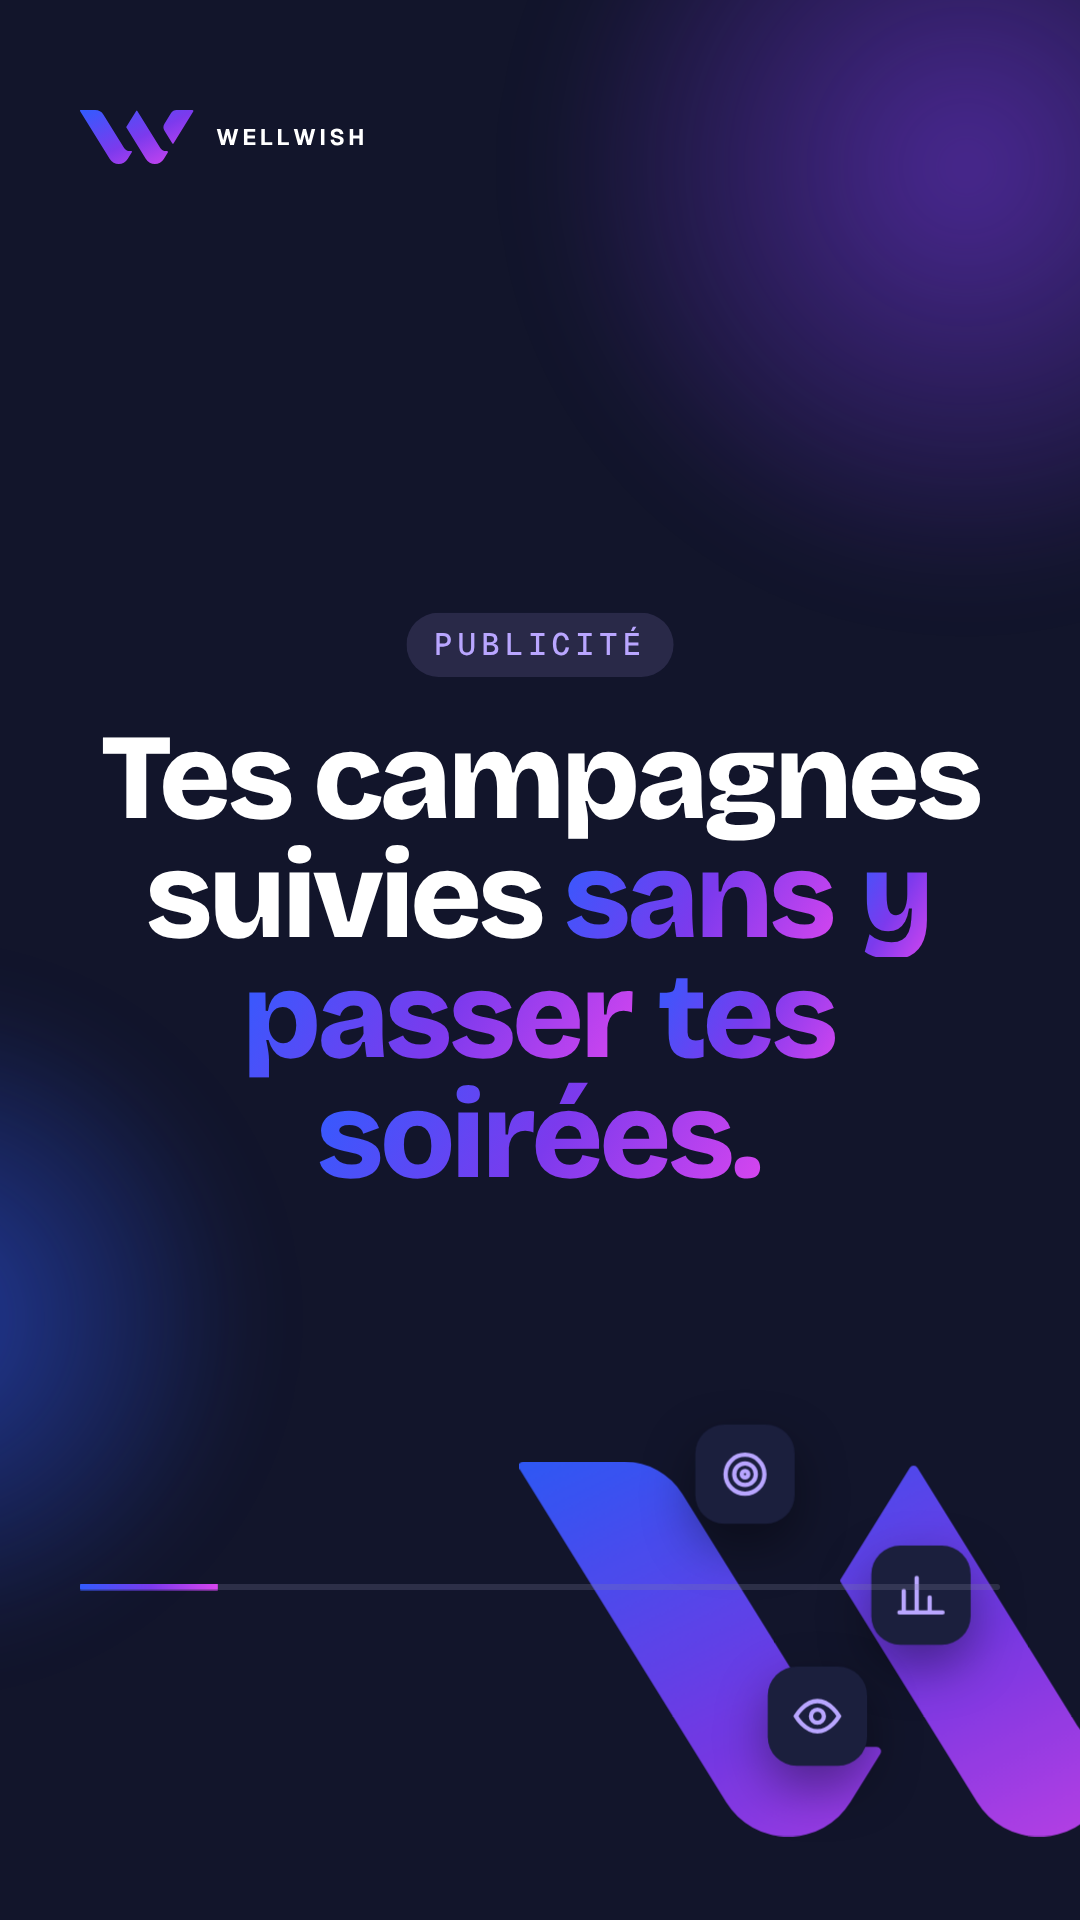 WELLWISH
PUBLICITÉ
Tes campagnes
suivies sans y
passer tes
soirées.